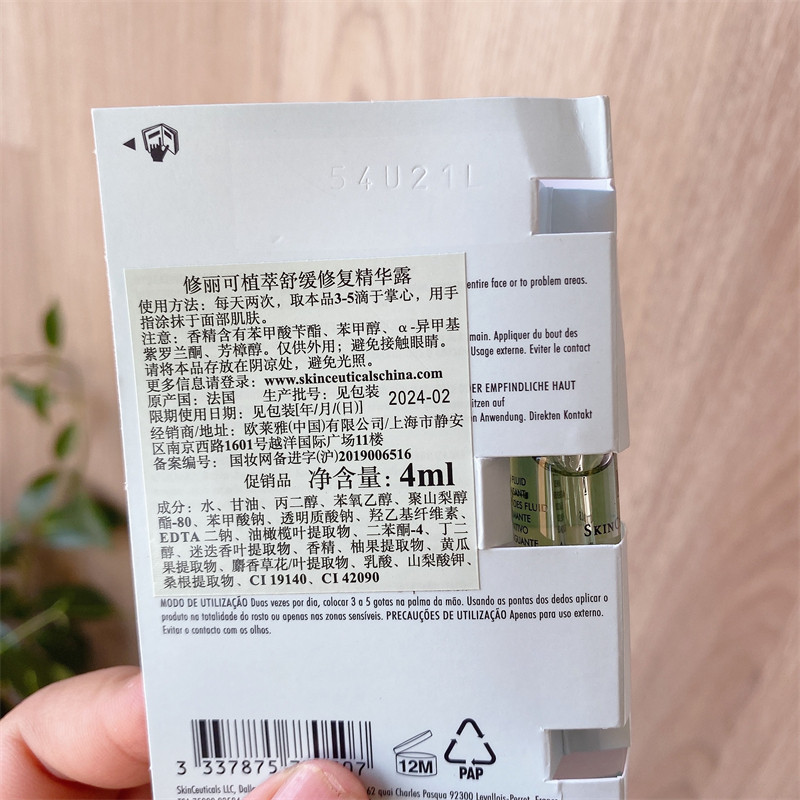 54U21L
修丽可植萃舒缓修复精华露
使用方法：每天两次，取本品3-5滴于掌心，用手
指涂抹于面部肌肤。
注意：香精含有苯甲酸苄酯、苯甲醇、α-异甲基
紫罗兰酮、芳樟醇。仅供外用；避免接触眼睛。
请将本品存放在阴凉处，避免光照。
更多信息请登录：www.skinceuticalschina.com
原产国：法国 生产批号：见包装
限期使用日期：见包装[年/月/(日)] 2024-02
经销商/地址：欧莱雅(中国)有限公司/上海市静安
区南京西路1601号越洋国际广场11楼
备案编号：国妆网备进字(沪)2019006516
促销品 净含量：4ml
成分：水、甘油、丙二醇、苯氧乙醇、聚山梨醇
酯-80、苯甲酸钠、透明质酸钠、羟乙基纤维素、
EDTA 二钠、油橄榄叶提取物、二苯酮-4、丁二
醇、迷迭香叶提取物、香精、柚果提取物、黄瓜
果提取物、麝香草花/叶提取物、乳酸、山梨酸钾、
桑根提取物、CI 19140、CI 42090
entire face or to problem areas.
main. Appliquer du bout des
Usage externe. Eviter le contact
ER EMPFINDLICHE HAUT
itzen auf
n Anwendung. Direkten Kontakt
FLUID
DES FLUID
QUANTE
SKINC
MODO DE UTILIZAÇÃO Duas vezes por dia, colocar 3 a 5 gotas na palma da mão. Usando as pontas dos dedos aplicar o
produto na totalidade do rosto ou apenas nas zonas sensíveis. PRECAUÇÕES DE UTILIZAÇÃO Apenas para uso externo.
Evitar o contacto com os olhos.
3 337875
12M
PAP
SkinCeuticals LLC,
62 quai Charles Pasqua 92300 Levallois-Perret,